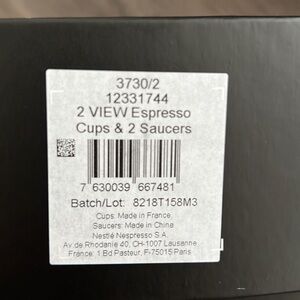 3730/2
12331744
2 VIEW Espresso
Cups & 2 Saucers
7 630039 667481
Batch/Lot: 8218T158M3
Cups: Made in France
Saucers: Made in China
Nestlé Nespresso S.A.
Av de Rhodanie 40, CH-1007 Lausanne
France: 1 Bd Pasteur, F-75015 Paris